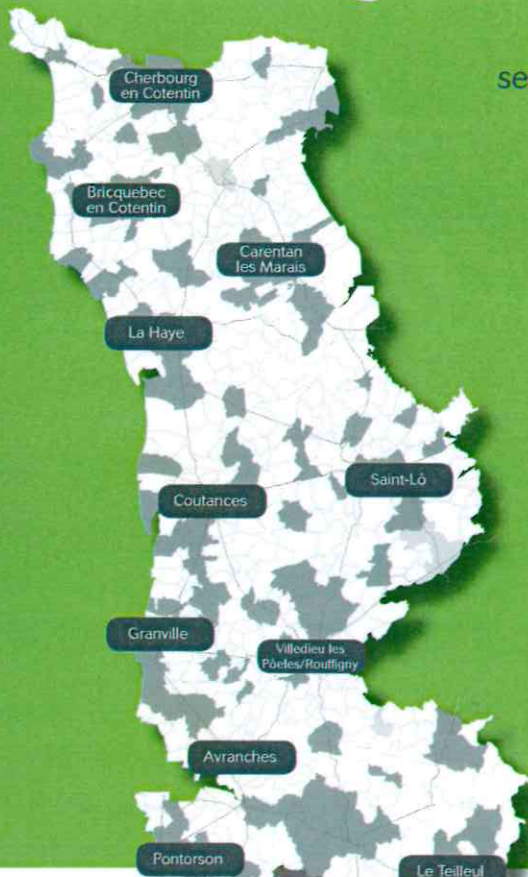 se
Cherbourg
en Cotentin
Bricquebec
en Cotentin
Carentan
les Marais
La Haye
Saint-Lô
Coutances
Granville
Villedieu les
Pôeles/Rouffigny
Avranches
Pontorson
Le Teilleul